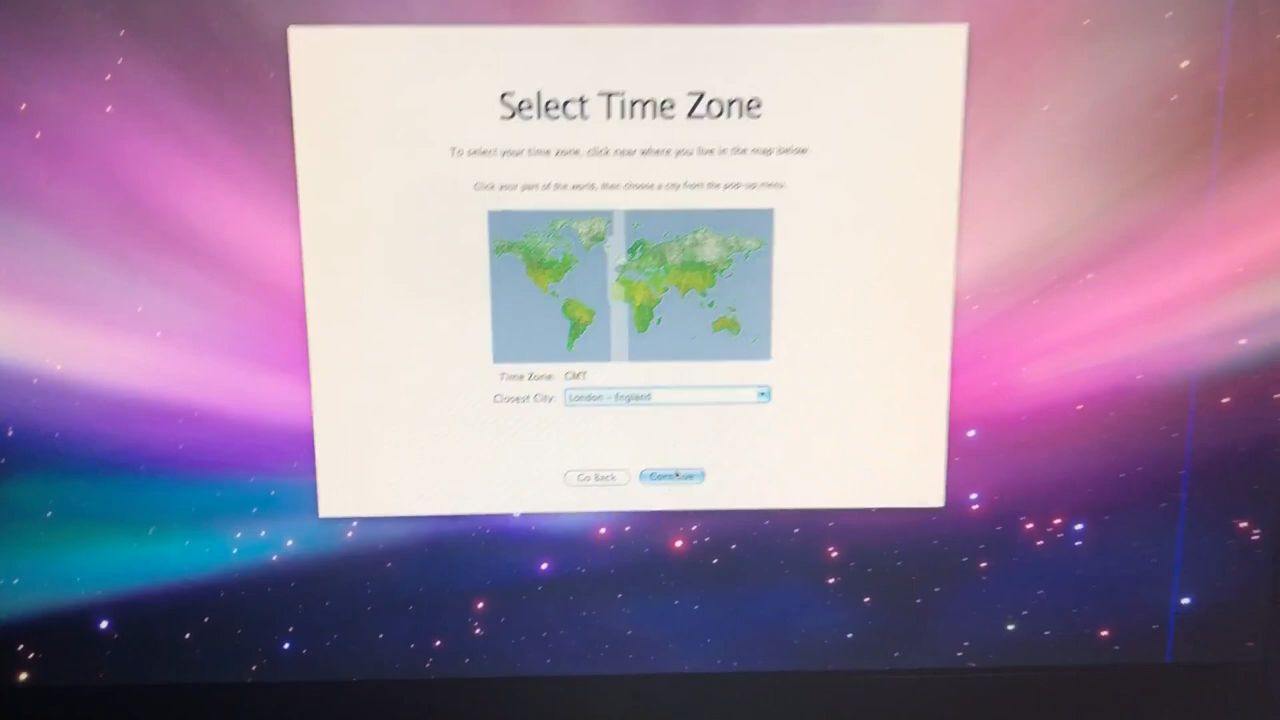 Select Time Zone
To select your time zone, click near where you live in the map below.
Click your part of the world, then choose a city from the pop-up menu.
Time Zone: GMT
Closest City: London - England
Go Back
Continue